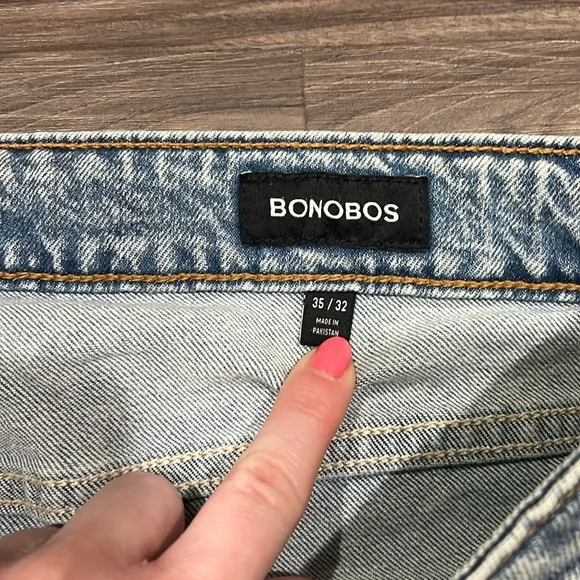 BONOBOS
35 / 32
MADE IN
PAKISTAN